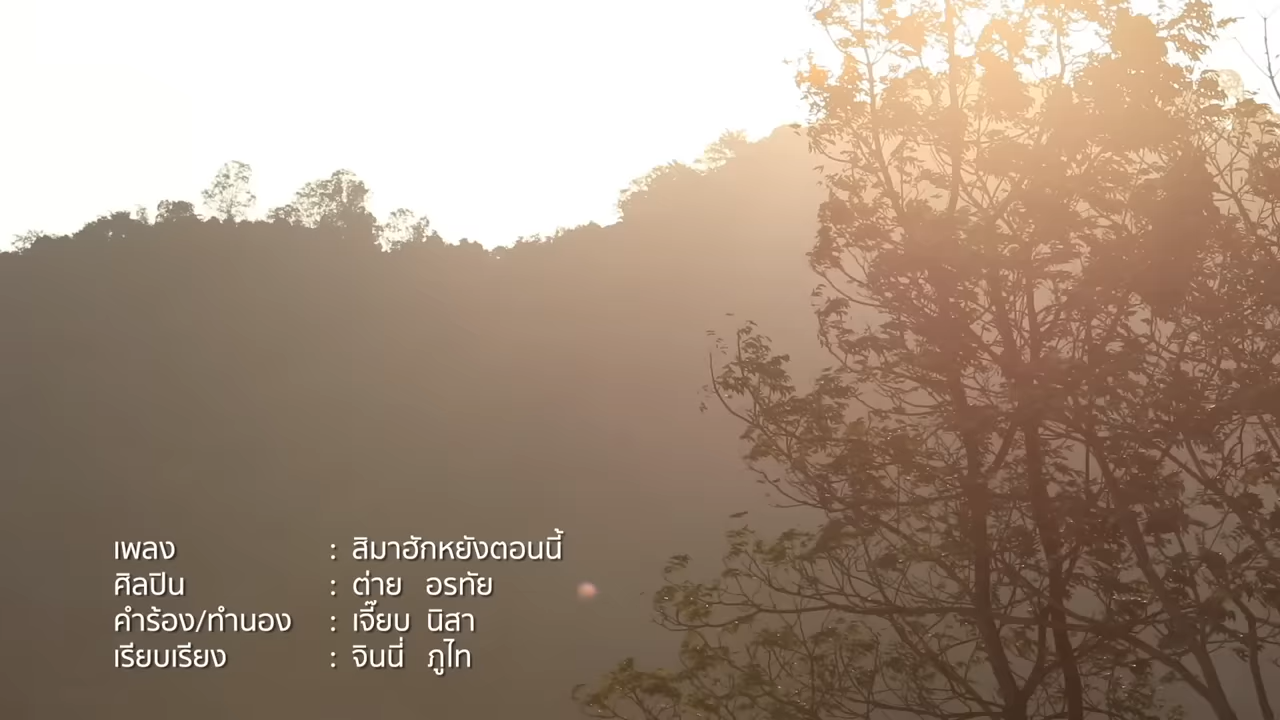 เพลง : สิมาฮักหยังตอนนี้
ศิลปิน : ต่าย อรทัย
คำร้อง/ทำนอง : เจี๊ยบ นิสา
เรียบเรียง : จินนี่ ภูไท